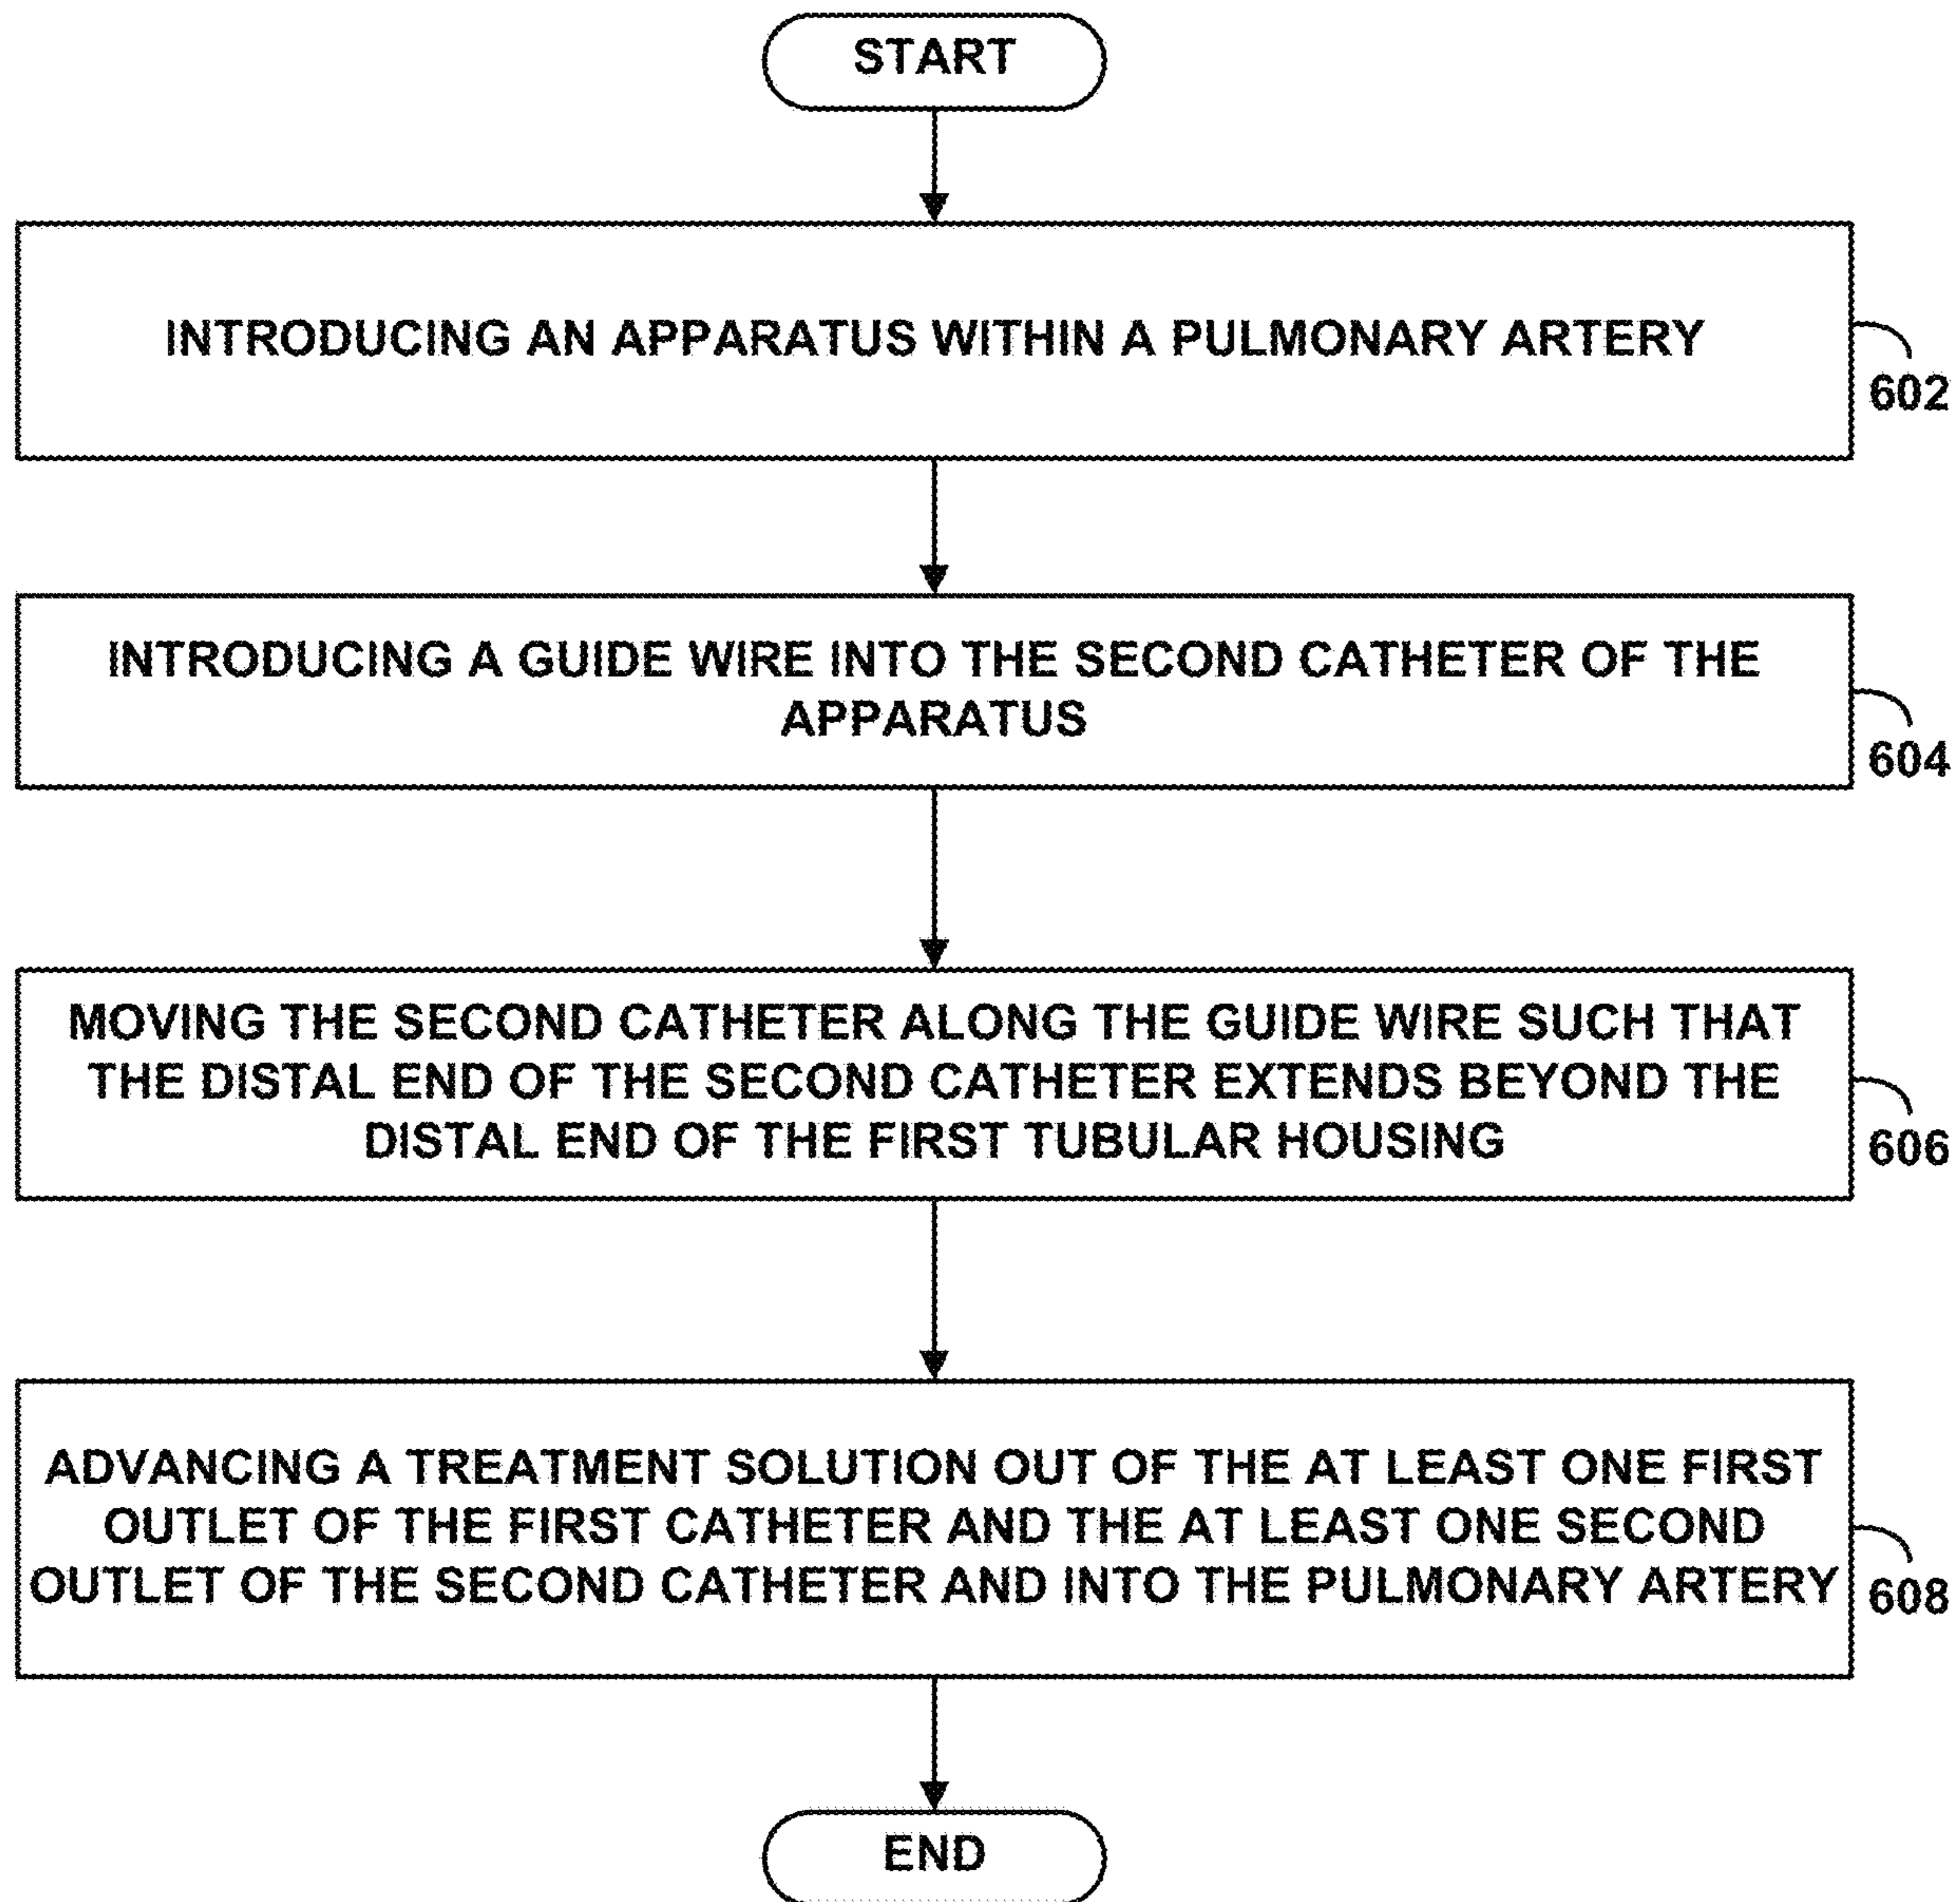 START
INTRODUCING AN APPARATUS WITHIN A PULMONARY ARTERY
602
INTRODUCING A GUIDE WIRE INTO THE SECOND CATHETER OF THE
APPARATUS
604
MOVING THE SECOND CATHETER ALONG THE GUIDE WIRE SUCH THAT
THE DISTAL END OF THE SECOND CATHETER EXTENDS BEYOND THE
DISTAL END OF THE FIRST TUBULAR HOUSING
606
ADVANCING A TREATMENT SOLUTION OUT OF THE AT LEAST ONE FIRST
OUTLET OF THE FIRST CATHETER AND THE AT LEAST ONE SECOND
OUTLET OF THE SECOND CATHETER AND INTO THE PULMONARY ARTERY
608
END